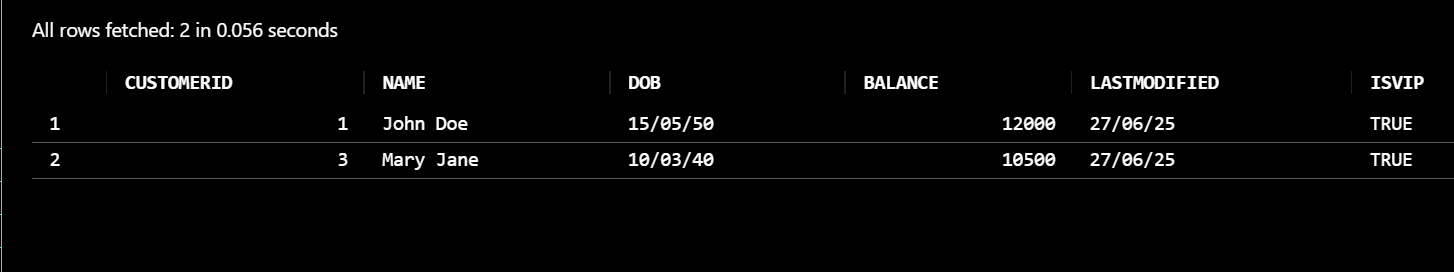 All rows fetched: 2 in 0.056 seconds
CUSTOMERID NAME DOB BALANCE LASTMODIFIED ISVIP
1 1 John Doe 15/05/50 12000 27/06/25 TRUE
2 3 Mary Jane 10/03/40 10500 27/06/25 TRUE